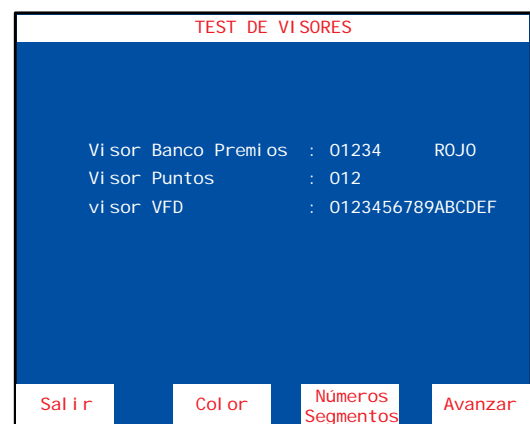 TEST DE VISORES
Visor Banco Premios : 01234 ROJO
Visor Puntos : 012
visor VFD : 0123456789ABCDEF
Salir Color Números Segmentos Avanzar